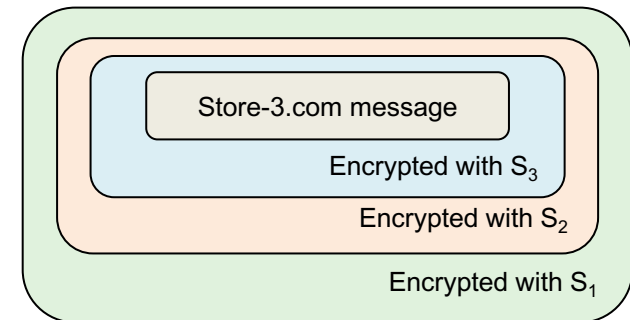 Store-3.com message
Encrypted with S₃
Encrypted with S₂
Encrypted with S₁